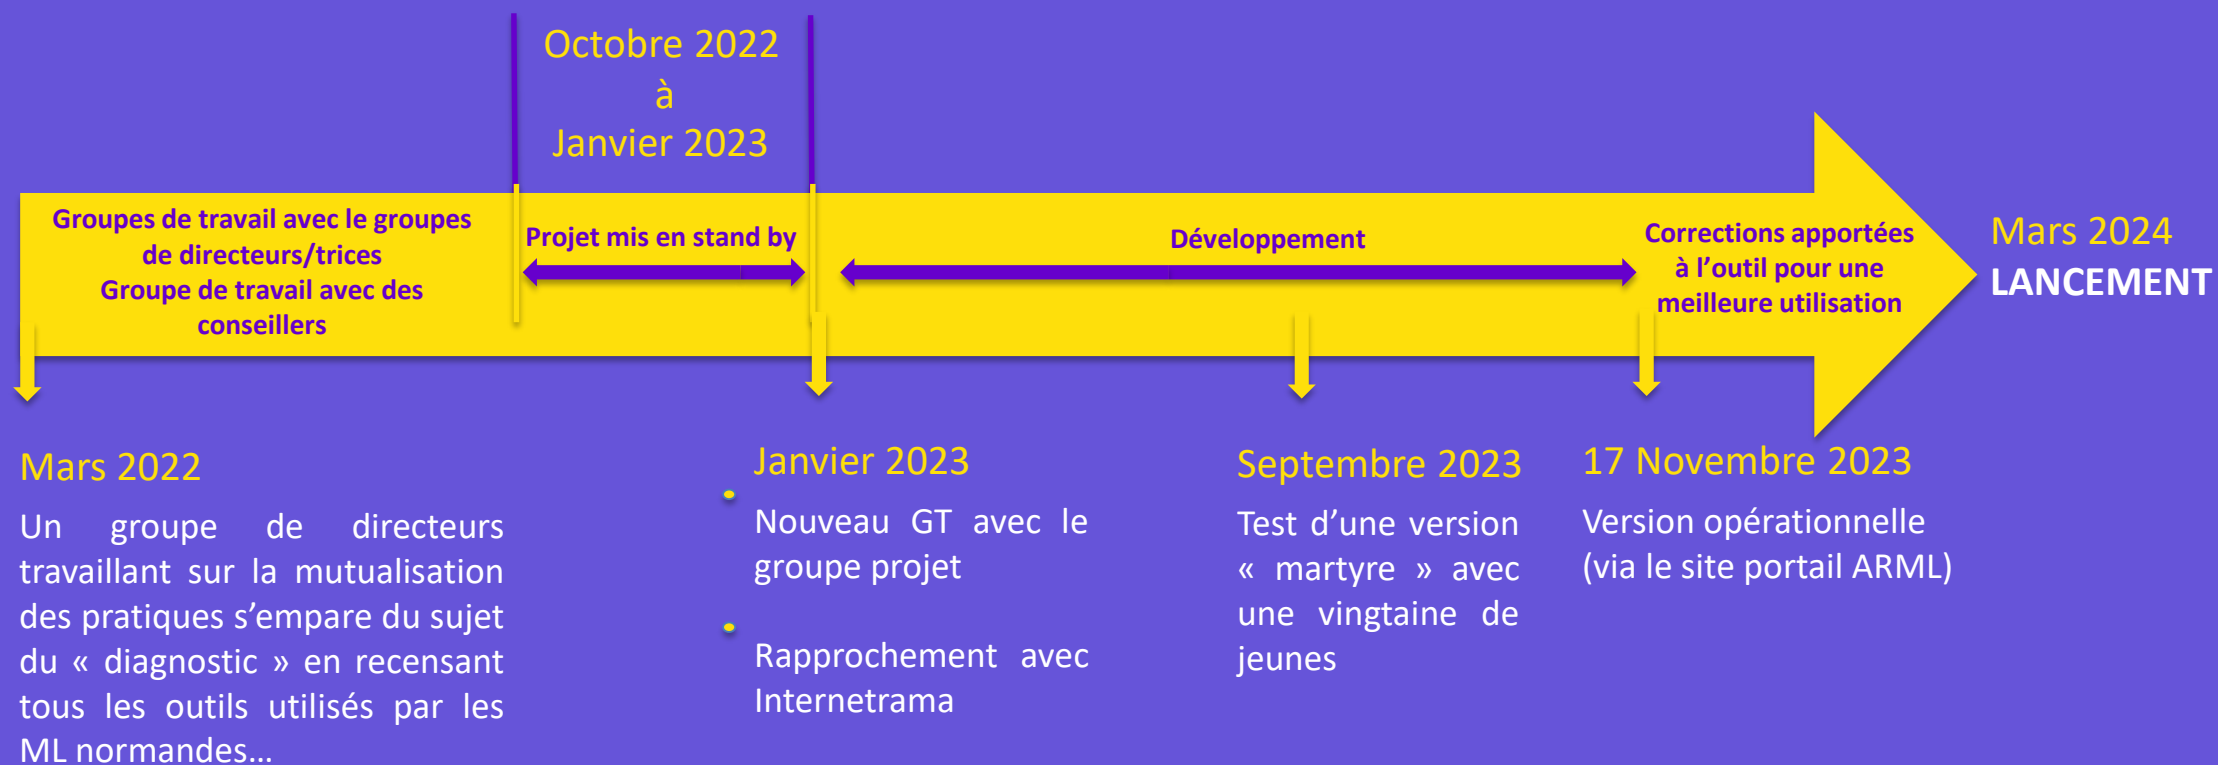 Octobre 2022
à
Janvier 2023
Groupes de travail avec le groupes
de directeurs/trices
Groupe de travail avec des
conseillers
Projet mis en stand by
Développement
Corrections apportées
à l’outil pour une
meilleure utilisation
Mars 2024
LANCEMENT
Mars 2022
Un groupe de directeurs
travaillant sur la mutualisation
des pratiques s’empare du sujet
du « diagnostic » en recensant
tous les outils utilisés par les
ML normandes…
Janvier 2023
Nouveau GT avec le
groupe projet
Rapprochement avec
Internetrama
Septembre 2023
Test d’une version
« martyre » avec
une vingtaine de
jeunes
17 Novembre 2023
Version opérationnelle
(via le site portail ARML)